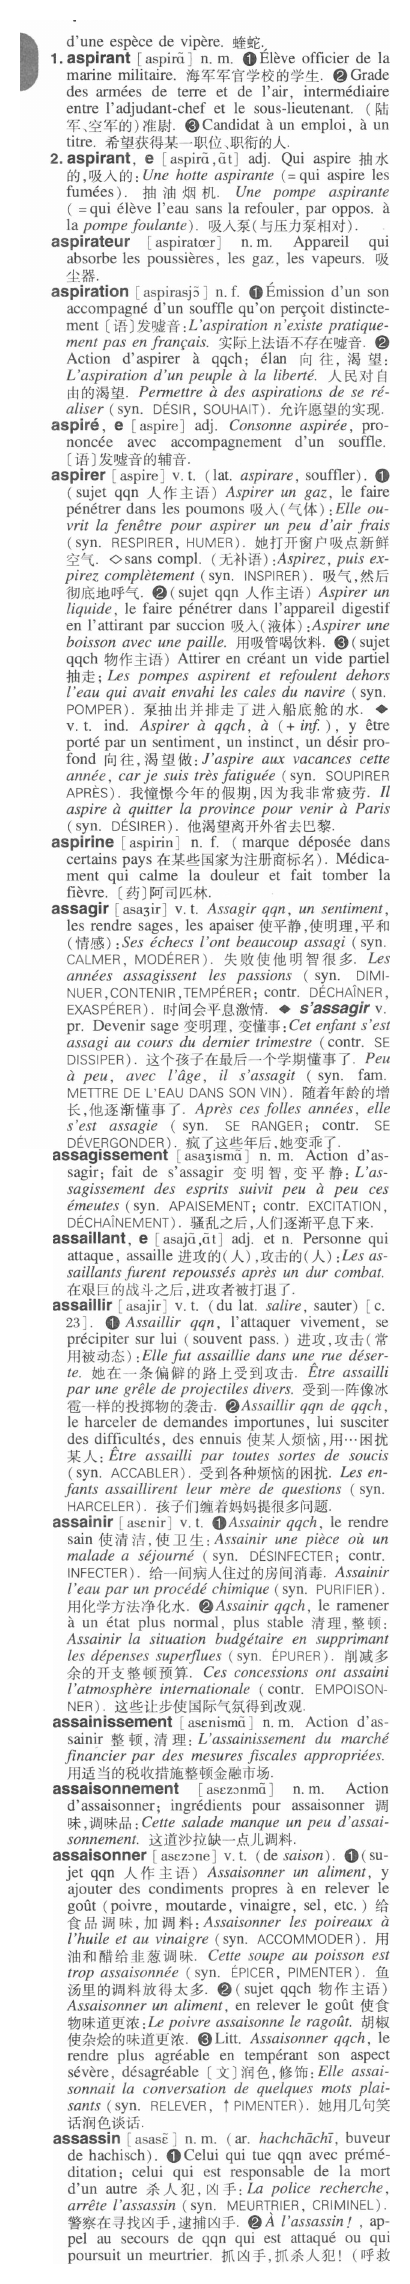 d'une espèce de vipère. 蝰蛇.
1. aspirant [aspirɑ̃] n. m. ❶Élève officier de la
marine militaire. 海军军官学校的学生. ❷Grade
des armées de terre et de l'air, intermédiaire
entre l'adjudant-chef et le sous-lieutenant. (陆
军、空军的)准尉. ❸Candidat à un emploi, à un
titre. 希望获得某一职位、职衔的人.
2. aspirant, e [aspirɑ̃,ɑ̃t] adj. Qui aspire 抽水
的,吸入的: Une hotte aspirante (= qui aspire les
fumées). 抽油烟机. Une pompe aspirante
(= qui élève l'eau sans la refouler, par oppos. à
la pompe foulante). 吸入泵(与压力泵相对).
aspirateur [aspiratœr] n. m. Appareil qui
absorbe les poussières, les gaz, les vapeurs. 吸
尘器.
aspiration [aspirasjɔ̃] n. f. ❶Émission d'un son
accompagné d'un souffle qu'on perçoit distincte-
ment [语]发嘘音:L'aspiration n'existe pratique-
ment pas en français. 实际上法语不存在嘘音. ❷
Action d'aspirer à qqch; élan 向往, 渴望:
L'aspiration d'un peuple à la liberté. 人民对自
由的渴望. Permettre à des aspirations de se ré-
aliser (syn. DÉSIR, SOUHAIT). 允许愿望的实现.
aspiré, e [aspire] adj. Consonne aspirée, pro-
noncée avec accompagnement d'un souffle.
[语]发嘘音的辅音.
aspirer [aspire] v. t. (lat. aspirare, souffler). ❶
(sujet qqn 人作主语) Aspirer un gaz, le faire
pénétrer dans les poumons 吸入(气体):Elle ou-
vrit la fenêtre pour aspirer un peu d'air frais
(syn. RESPIRER, HUMER). 她打开窗户吸点新鲜
空气. ◇sans compl. (无补语):Aspirez, puis ex-
pirez complètement (syn. INSPIRER). 吸气,然后
彻底地呼气. ❷(sujet qqn 人作主语) Aspirer un
liquide, le faire pénétrer dans l'appareil digestif
en l'attirant par succion 吸入(液体):Aspirer une
boisson avec une paille. 用吸管喝饮料. ❸(sujet
qqch 物作主语) Attirer en créant un vide partiel
抽走; Les pompes aspirent et refoulent dehors
l'eau qui avait envahi les cales du navire (syn.
POMPER). 泵抽出并排走了进入船底舱的水. ◆
v. t. ind. Aspirer à qqch, à (+ inf.), y être
porté par un sentiment, un instinct, un désir pro-
fond 向往, 渴望做: J'aspire aux vacances cette
année, car je suis très fatiguée (syn. SOUPIRER
APRÈS). 我憧憬今年的假期,因为我非常疲劳. Il
aspire à quitter la province pour venir à Paris
(syn. DÉSIRER). 他渴望离开外省去巴黎.
aspirine [aspirin] n. f. (marque déposée dans
certains pays 在某些国家为注册商标名). Médica-
ment qui calme la douleur et fait tomber la
fièvre. [药]阿司匹林.
assagir [asaʒir] v. t. Assagir qqn, un sentiment,
les rendre sages, les apaiser 使平静,使明理,平和
(情感):Ses échecs l'ont beaucoup assagi (syn.
CALMER, MODÉRER). 失败使他明智很多. Les
années assagissent les passions (syn. DIMI-
NUER,CONTENIR,TEMPÉRER; contr. DÉCHAÎNER,
EXASPÉRER). 时间会平息激情. ◆ s'assagir v.
pr. Devenir sage 变明理, 变懂事:Cet enfant s'est
assagi au cours du dernier trimestre (contr. SE
DISSIPER). 这个孩子在最后一个学期懂事了. Peu
à peu, avec l'âge, il s'assagit (syn. fam.
METTRE DE L'EAU DANS SON VIN). 随着年龄的增
长,他逐渐懂事了. Après ces folles années, elle
s'est assagie (syn. SE RANGER; contr. SE
DÉVERGONDER). 疯了这些年后,她变乖了.
assagissement [asaʒismɑ̃] n. m. Action d'as-
sagir; fait de s'assagir 变明智,变平静: L'as-
sagissement des esprits suivit peu à peu ces
émeutes (syn. APAISEMENT; contr. EXCITATION,
DÉCHAÎNEMENT). 骚乱之后,人们逐渐平息下来.
assaillant, e [asajɑ̃,ɑ̃t] adj. et n. Personne qui
attaque, assaille 进攻的(人),攻击的(人):Les as-
saillants furent repoussés après un dur combat.
在艰巨的战斗之后,进攻者被打退了.
assaillir [asajir] v. t. (du lat. salire, sauter) [c.
23]. ❶ Assaillir qqn, l'attaquer vivement, se
précipiter sur lui (souvent pass.) 进攻,攻击(常
用被动态):Elle fut assaillie dans une rue déser-
te. 她在一条偏僻的路上受到攻击. Être assailli
par une grêle de projectiles divers. 受到一阵像冰
雹一样的投掷物的袭击. ❷Assaillir qqn de qqch,
le harceler de demandes importunes, lui susciter
des difficultés, des ennuis 使某人烦恼,用…困扰
某人: Être assailli par toutes sortes de soucis
(syn. ACCABLER). 受到各种烦恼的困扰. Les en-
fants assaillirent leur mère de questions (syn.
HARCELER). 孩子们缠着妈妈提很多问题.
assainir [asɛnir] v. t. ❶Assainir qqch, le rendre
sain 使清洁,使卫生: Assainir une pièce où un
malade a séjourné (syn. DÉSINFECTER; contr.
INFECTER). 给一间病人住过的房间消毒. Assainir
l'eau par un procédé chimique (syn. PURIFIER).
用化学方法净化水. ❷Assainir qqch, le ramener
à un état plus normal, plus stable 清理, 整顿:
Assainir la situation budgétaire en supprimant
les dépenses superflues (syn. ÉPURER). 削减多
余的开支整顿预算. Ces concessions ont assaini
l'atmosphère internationale (contr. EMPOISON-
NER). 这些让步使国际气氛得到改观.
assainissement [asɛnismɑ̃] n. m. Action d'as-
sainir 整顿, 清理: L'assainissement du marché
financier par des mesures fiscales appropriées.
用适当的税收措施整顿金融市场.
assaisonnement [asɛzɔnmɑ̃] n. m. Action
d'assaisonner; ingrédients pour assaisonner 调
味,调味品:Cette salade manque un peu d'assai-
sonnement. 这道沙拉缺一点儿调料.
assaisonner [asɛzɔne] v. t. (de saison). ❶(su-
jet qqn 人作主语) Assaisonner un aliment, y
ajouter des condiments propres à en relever le
goût (poivre, moutarde, vinaigre, sel, etc.) 给
食品调味, 加调料: Assaisonner les poireaux à
l'huile et au vinaigre (syn. ACCOMMODER). 用
油和醋给韭葱调味. Cette soupe au poisson est
trop assaisonnée (syn. ÉPICER, PIMENTER). 鱼
汤里的调料放得太多. ❷(sujet qqch 物作主语)
Assaisonner un aliment, en relever le goût 使食
物味道更浓:Le poivre assaisonne le ragoût. 胡椒
使杂烩的味道更浓. ❸Litt. Assaisonner qqch, le
rendre plus agréable en tempérant son aspect
sévère, désagréable [文]润色,修饰: Elle assai-
sonnait la conversation de quelques mots plai-
sants (syn. RELEVER, ↑PIMENTER). 她用几句笑
话润色谈话.
assassin [asasɛ̃] n. m. (ar. hachchāchī, buveur
de hachisch). ❶Celui qui tue qqn avec prémé-
ditation; celui qui est responsable de la mort
d'un autre 杀人犯,凶手: La police recherche,
arrête l'assassin (syn. MEURTRIER, CRIMINEL).
警察在寻找凶手,逮捕凶手. ❷À l'assassin!, ap-
pel au secours de qqn qui est attaqué ou qui
poursuit un meurtrier. 抓凶手,抓杀人犯! (呼救